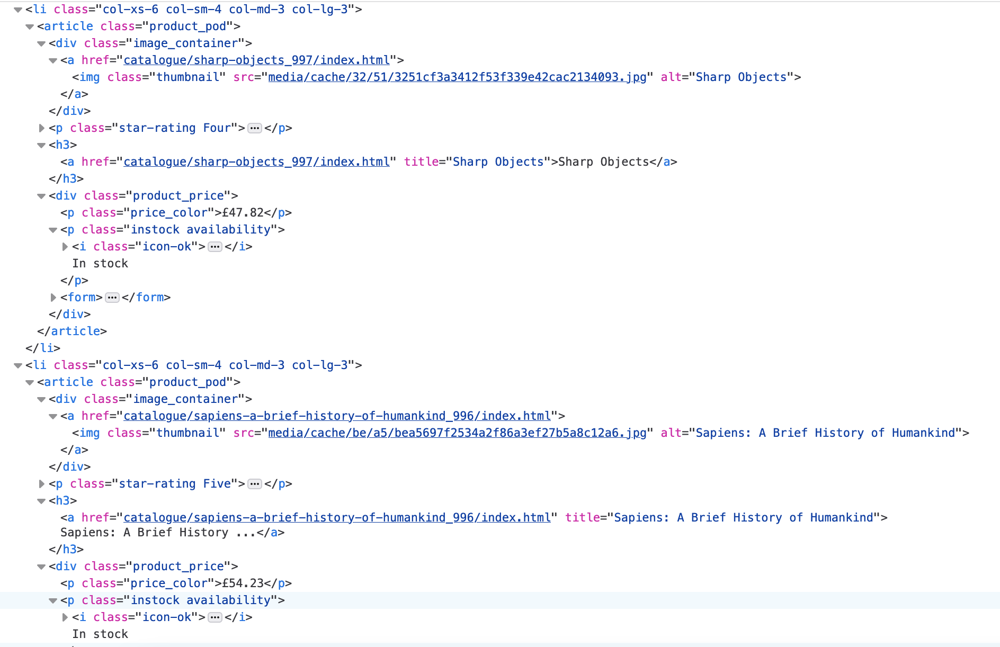 <li class="col-xs-6 col-sm-4 col-md-3 col-lg-3">
<article class="product_pod">
<div class="image_container">
<a href="catalogue/sharp-objects_997/index.html">
<img class="thumbnail" src="media/cache/32/51/3251cf3a3412f53f339e42cac2134093.jpg" alt="Sharp Objects">
</a>
</div>
<p class="star-rating Four">...</p>
<h3>
<a href="catalogue/sharp-objects_997/index.html" title="Sharp Objects">Sharp Objects</a>
</h3>
<div class="product_price">
<p class="price_color">£47.82</p>
<p class="instock availability">
<i class="icon-ok">...</i>
In stock
</p>
<form>...</form>
</div>
</article>
</li>
<li class="col-xs-6 col-sm-4 col-md-3 col-lg-3">
<article class="product_pod">
<div class="image_container">
<a href="catalogue/sapiens-a-brief-history-of-humankind_996/index.html">
<img class="thumbnail" src="media/cache/be/a5/bea5697f2534a2f86a3ef27b5a8c12a6.jpg" alt="Sapiens: A Brief History of Humankind">
</a>
</div>
<p class="star-rating Five">...</p>
<h3>
<a href="catalogue/sapiens-a-brief-history-of-humankind_996/index.html" title="Sapiens: A Brief History of Humankind">
Sapiens: A Brief History ...</a>
</h3>
<div class="product_price">
<p class="price_color">£54.23</p>
<p class="instock availability">
<i class="icon-ok">...</i>
In stock